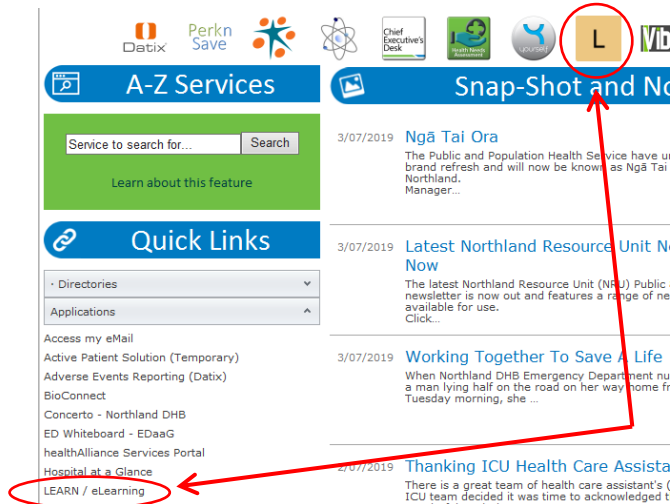 Datix
Perkn
Save
Chief
Executive's
Desk
Health Needs
Assessment
yourself
L
A-Z Services
Service to search for...
Search
Learn about this feature
Quick Links
· Directories
Applications
Access my eMail
Active Patient Solution (Temporary)
Adverse Events Reporting (Datix)
BioConnect
Concerto - Northland DHB
ED Whiteboard - EDaaG
healthAlliance Services Portal
Hospital at a Glance
LEARN / eLearning
Snap-Shot and
3/07/2019 Ngā Tai Ora
The Public and Population Health Service have
brand refresh and will now be known as Ngā Tai
Northland.
Manager...
3/07/2019 Latest Northland Resource Unit
Now
The latest Northland Resource Unit (NRU) Public
newsletter is now out and features a range of
available for use.
Click...
3/07/2019 Working Together To Save A Life
When Northland DHB Emergency Department
a man lying half on the road on her way home
Tuesday morning, she ...
2/07/2019 Thanking ICU Health Care
There is a great team of health care assistant's (
ICU team decided it was time to acknowledged